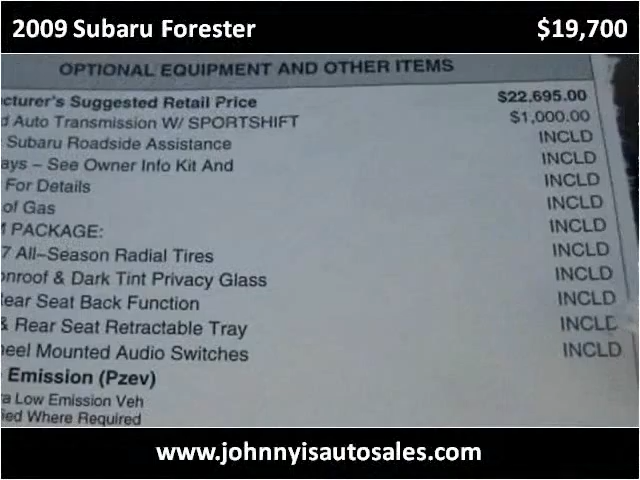 2009 Subaru Forester $19,700
OPTIONAL EQUIPMENT AND OTHER ITEMS
cturer's Suggested Retail Price $22,695.00
d Auto Transmission W/ SPORTSHIFT $1,000.00
Subaru Roadside Assistance INCLD
ays – See Owner Info Kit And INCLD
For Details INCLD
of Gas INCLD
PACKAGE: INCLD
7 All-Season Radial Tires INCLD
onroof & Dark Tint Privacy Glass INCLD
ear Seat Back Function INCLD
& Rear Seat Retractable Tray INCLD
heel Mounted Audio Switches INCLD
Emission (Pzev)
a Low Emission Veh
ied Where Required
www.johnnyisautosales.com